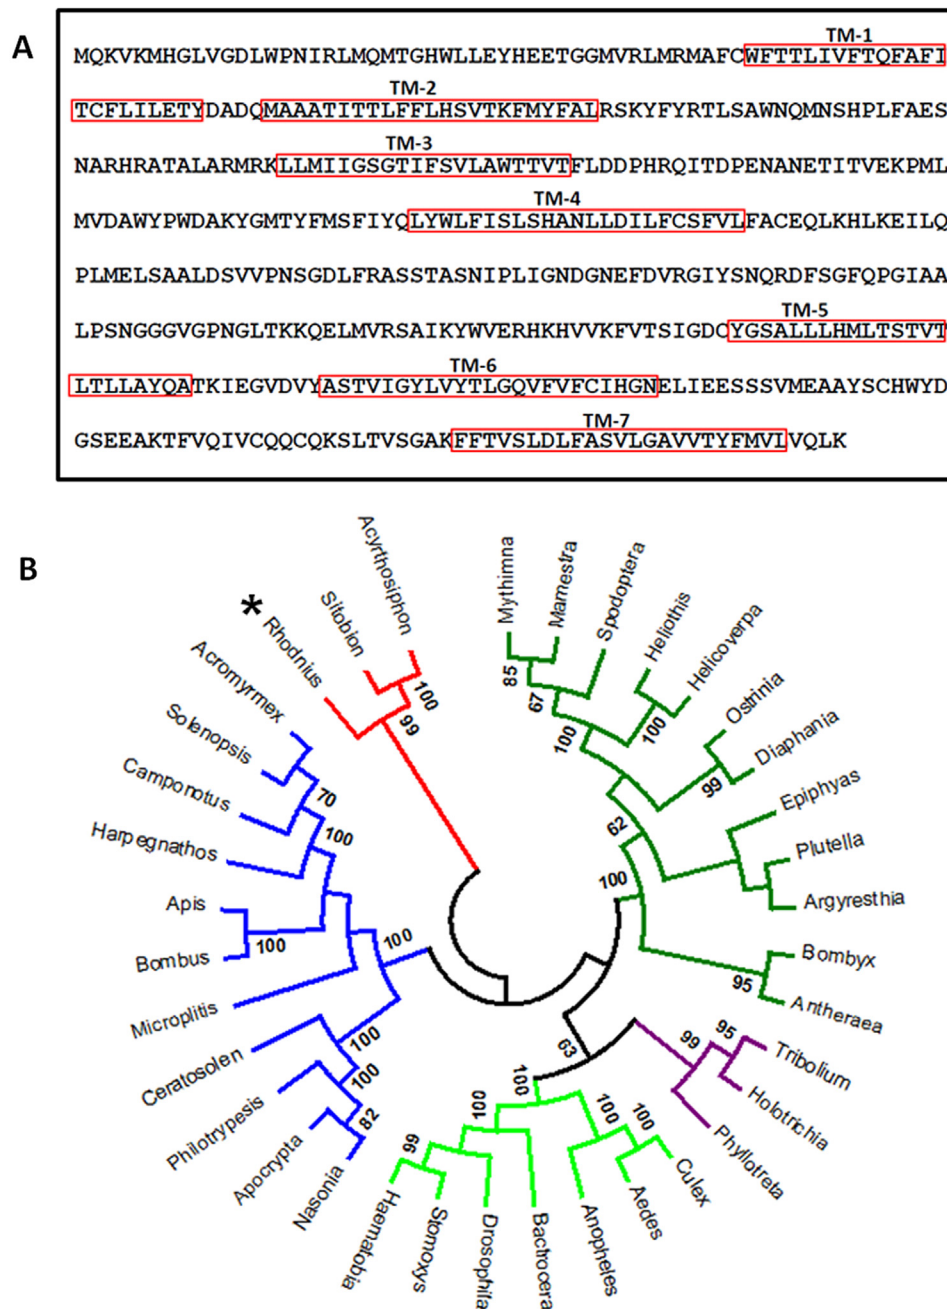 A
TM-1
MQKVKMHGLVGDLWPNIRLMQMTGHWLLEYHEETGGMVRLMRMAFCWFTTLIVFTQFAFI
TM-2
TCFLILETYDADQMAAATITTLFFLHSVTKFMYFALRSKYFYRTLSAWNQMNSHPLFAES
TM-3
NARHRATALARMRKLLMIIGSGTIFSVLAWTTVTFLDDPHRQITDPENANETITVEKPML
TM-4
MVDAWYPWDAKYGMTYFMSFIYQLYWLFISLSHANLLDILFCSFVLFACEQLKHLKEILQ
PLMELSAALDSVVPNSGDLFRASSTASNIPLIGNDGNEFDVRGIYSNQRDFSGFQPGIAA
TM-5
LPSNGGGVGPNGLTKKQELMVRSAIKYWVERHKHVVKFVTSIGDCYGSALLLHMLTSTVT
TM-6
LTLLAYQATKIEGVDVYASTVIGYLVYTLGQVFVFCIHGNELIEESSSVMEAAYSCHWYD
TM-7
GSEEAKTFVQIVCQQCQKSLTVSGAKFFTVSLDLFASVLGAVVTYFMVLVQLK
B
*
Rhodnius
Sitobion
Acyrthosiphon
100
99
Mythimna
Mamestra
Spodoptera
Heliothis
Helicoverpa
Ostrinia
Diaphania
Epiphyas
Plutella
Argyresthia
Bombyx
Antheraea
85
67
100
100
99
62
100
95
Tribolium
Holotrichia
Phyllotreta
95
99
63
Culex
Aedes
Anopheles
Bactrocera
Drosophila
Stomoxys
Haematobia
100
100
100
100
99
Nasonia
Apocrypta
Philotrypesis
Ceratosolen
Microplitis
Bombus
Apis
Harpegnathos
Camponotus
Solenopsis
Acromyrmex
82
100
100
100
100
100
70